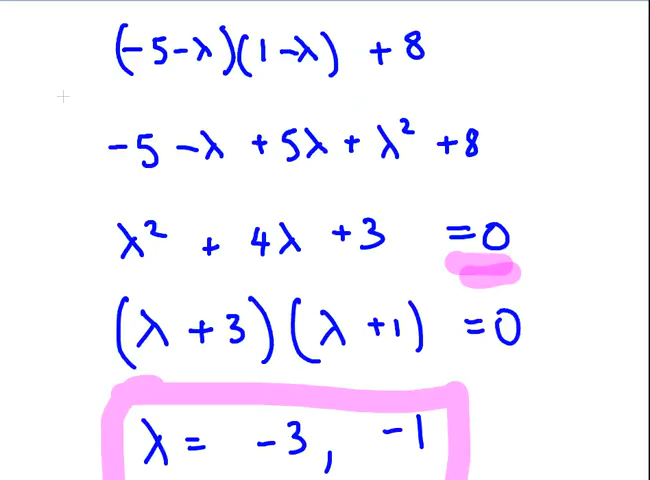 (-5-λ)(1-λ) +8
-5 -λ + 5λ + λ² +8
λ² + 4λ +3 =0
(λ +3)(λ +1) =0
λ = -3, -1